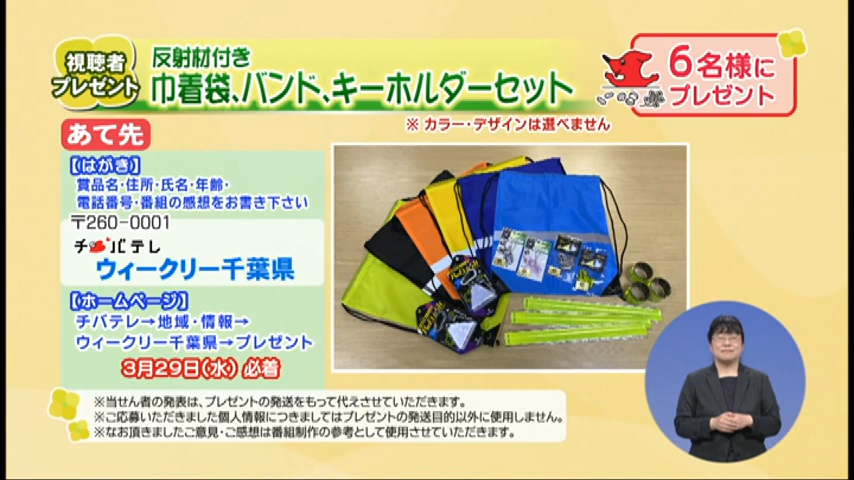 視聴者
プレゼント
反射材付き
巾着袋、バンド、キーホルダーセット
6名様に
プレゼント
※ カラー・デザインは選べません
あて先
【はがき】
賞品名・住所・氏名・年齢・
電話番号・番組の感想をお書き下さい
〒260-0001
チバテレ
ウィークリー千葉県
【ホームページ】
チバテレ→地域・情報→
ウィークリー千葉県→プレゼント
3月29日(水) 必着
※当せん者の発表は、プレゼントの発送をもって代えさせていただきます。
※ご応募いただきました個人情報につきましてはプレゼントの発送目的以外に使用しません。
※なお頂きましたご意見・ご感想は番組制作の参考として使用させていただきます。